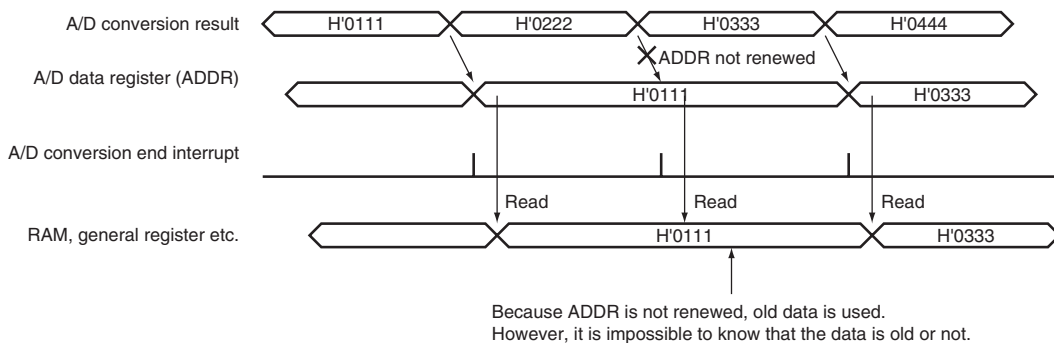 A/D conversion result
H'0111
H'0222
H'0333
H'0444
ADDR not renewed
A/D data register (ADDR)
H'0111
H'0333
A/D conversion end interrupt
Read
Read
Read
RAM, general register etc.
H'0111
H'0333
Because ADDR is not renewed, old data is used.
However, it is impossible to know that the data is old or not.